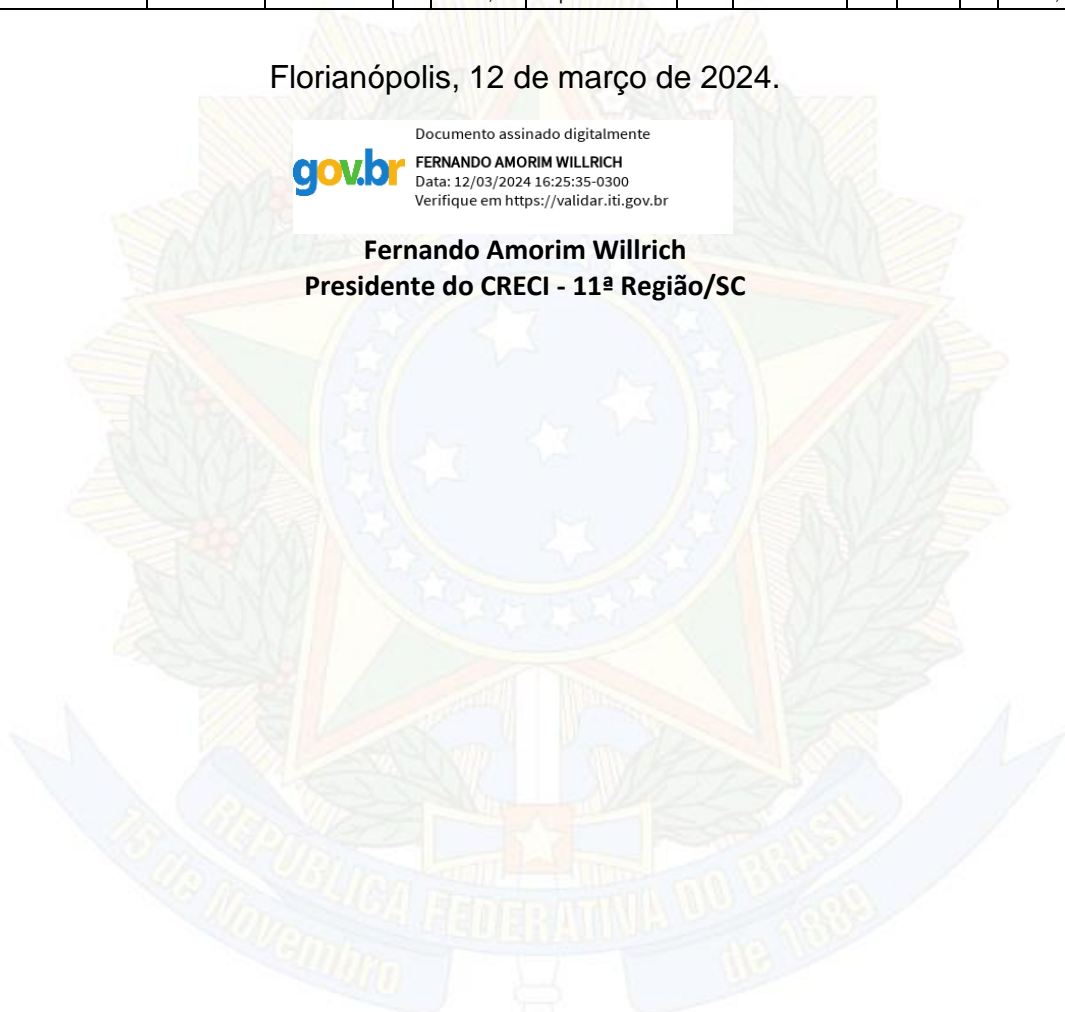 Florianópolis, 12 de março de 2024.
Documento assinado digitalmente
gov.br
FERNANDO AMORIM WILLRICH
Data: 12/03/2024 16:25:35-0300
Verifique em https://validar.iti.gov.br
Fernando Amorim Willrich
Presidente do CRECI - 11ª Região/SC
REPUBLICA FEDERATIVA DO BRASIL
15 de Novembro
de 1889